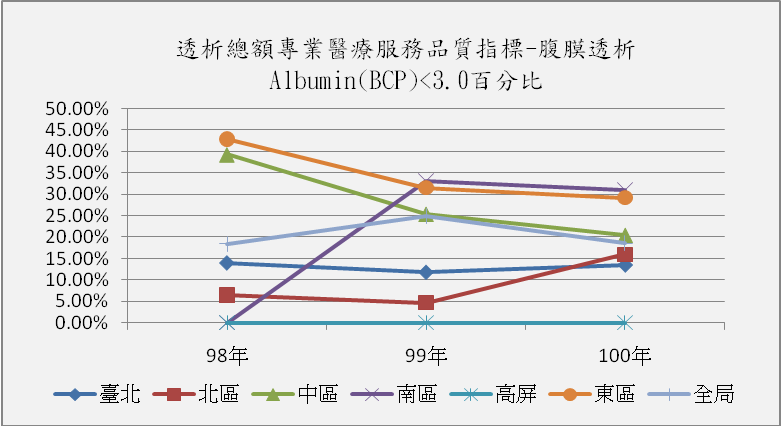 透析總額專業醫療服務品質指標-腹膜透析
Albumin(BCP)<3.0百分比
50.00%
45.00%
40.00%
35.00%
30.00%
25.00%
20.00%
15.00%
10.00%
5.00%
0.00%
98年 99年 100年
臺北 北區 中區 南區 高屏 東區 全局